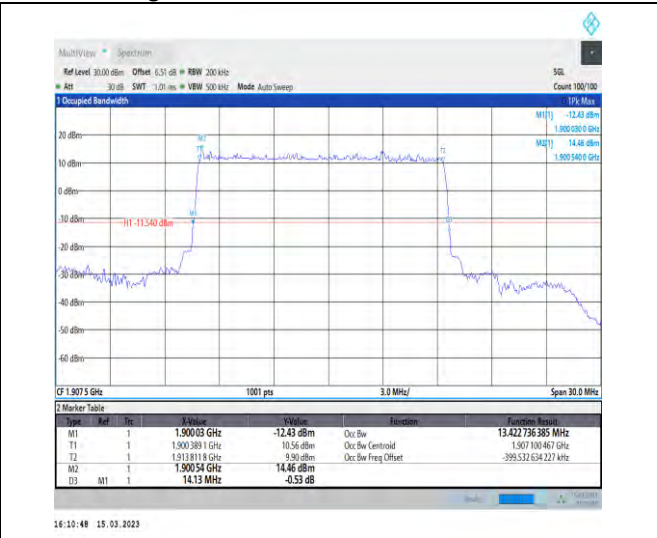 MultiView Spectrum
Ref Level 30.00 dBm Offset 6.51 dB RBW 200 kHz SGL
Att 30 dB SWT 1.01 ms VBW 500 kHz Mode Auto Sweep Count 100/100
1 Occupied Bandwidth 1Pk Max
M1[1] -12.43 dBm
1.900 030 0 GHz
M2[1] 14.46 dBm
1.900 540 0 GHz
20 dBm
M2
T1
T2
10 dBm
0 dBm
M1
-10 dBm
H1 -11.540 dBm
D3
-20 dBm
-30 dBm
-40 dBm
-50 dBm
-60 dBm
CF 1.907 5 GHz 1001 pts 3.0 MHz/ Span 30.0 MHz
2 Marker Table
Type Ref Trc X-Value Y-Value Function Function Result
M1 1 1.900 03 GHz -12.43 dBm Occ Bw 13.422 736 385 MHz
T1 1 1.900 389 1 GHz 10.56 dBm Occ Bw Centroid 1.907 100 467 GHz
T2 1 1.913 811 8 GHz 9.90 dBm Occ Bw Freq Offset -399.532 634 227 kHz
M2 1 1.900 54 GHz 14.46 dBm
D3 M1 1 14.13 MHz -0.53 dB
16:10:48 15.03.2023